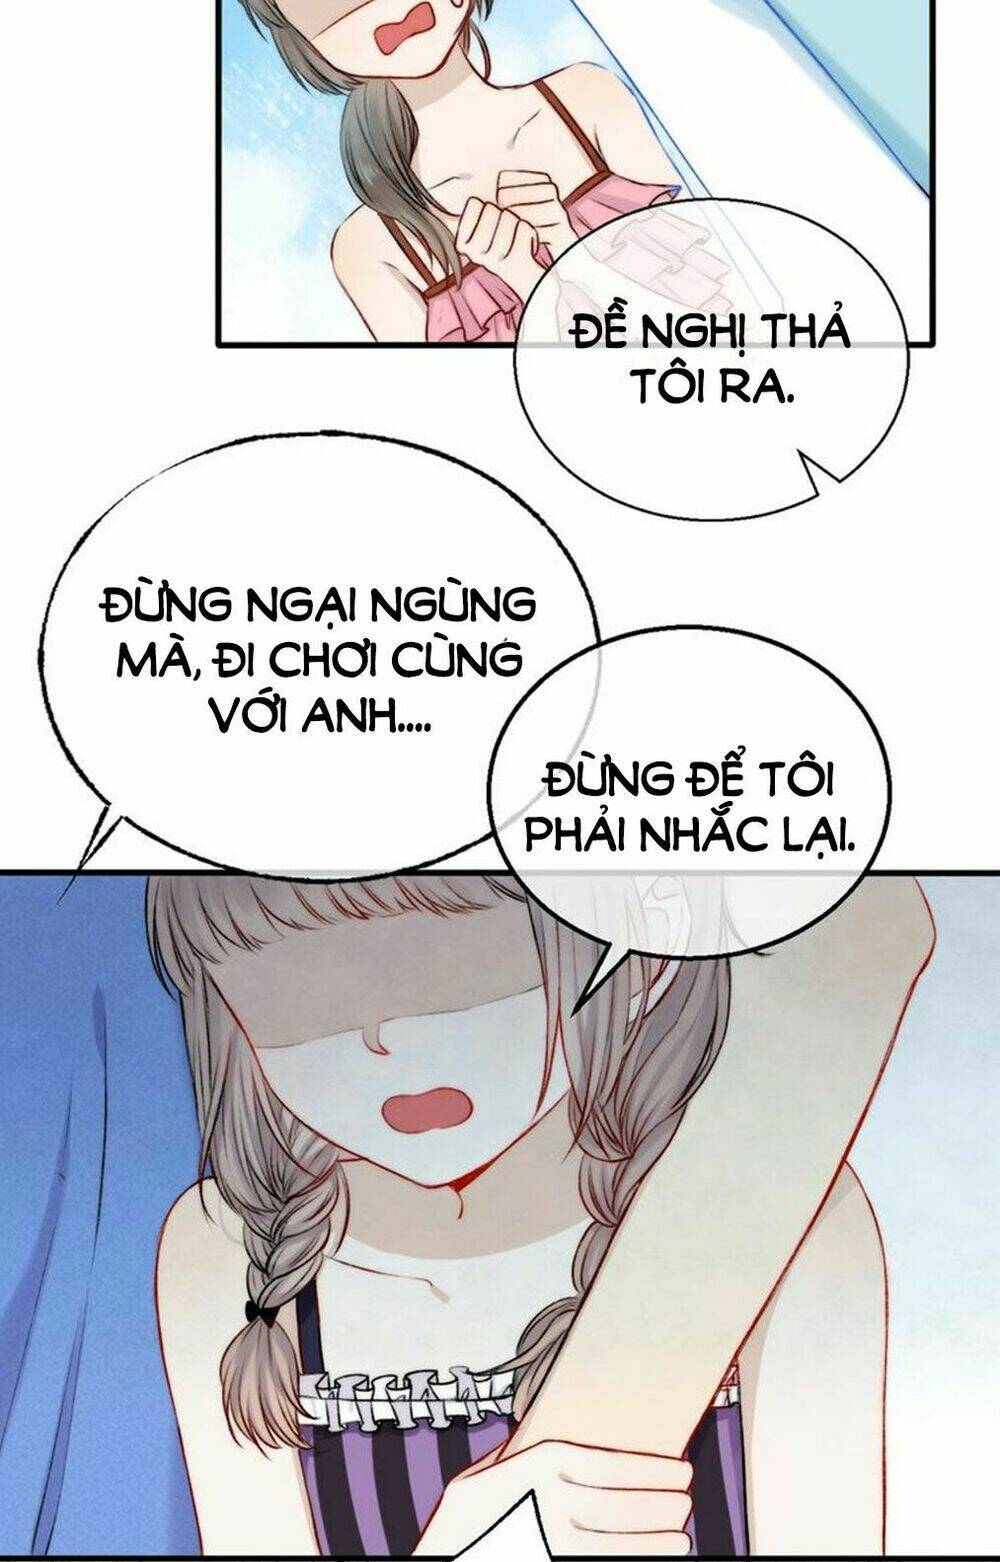 ĐỀ NGHỊ THẢ
TÔI RA.
ĐỪNG NGẠI NGÙNG
MÀ, ĐI CHƠI CÙNG
VỚI ANH....
ĐỪNG ĐỂ TÔI
PHẢI NHẮC LẠI.